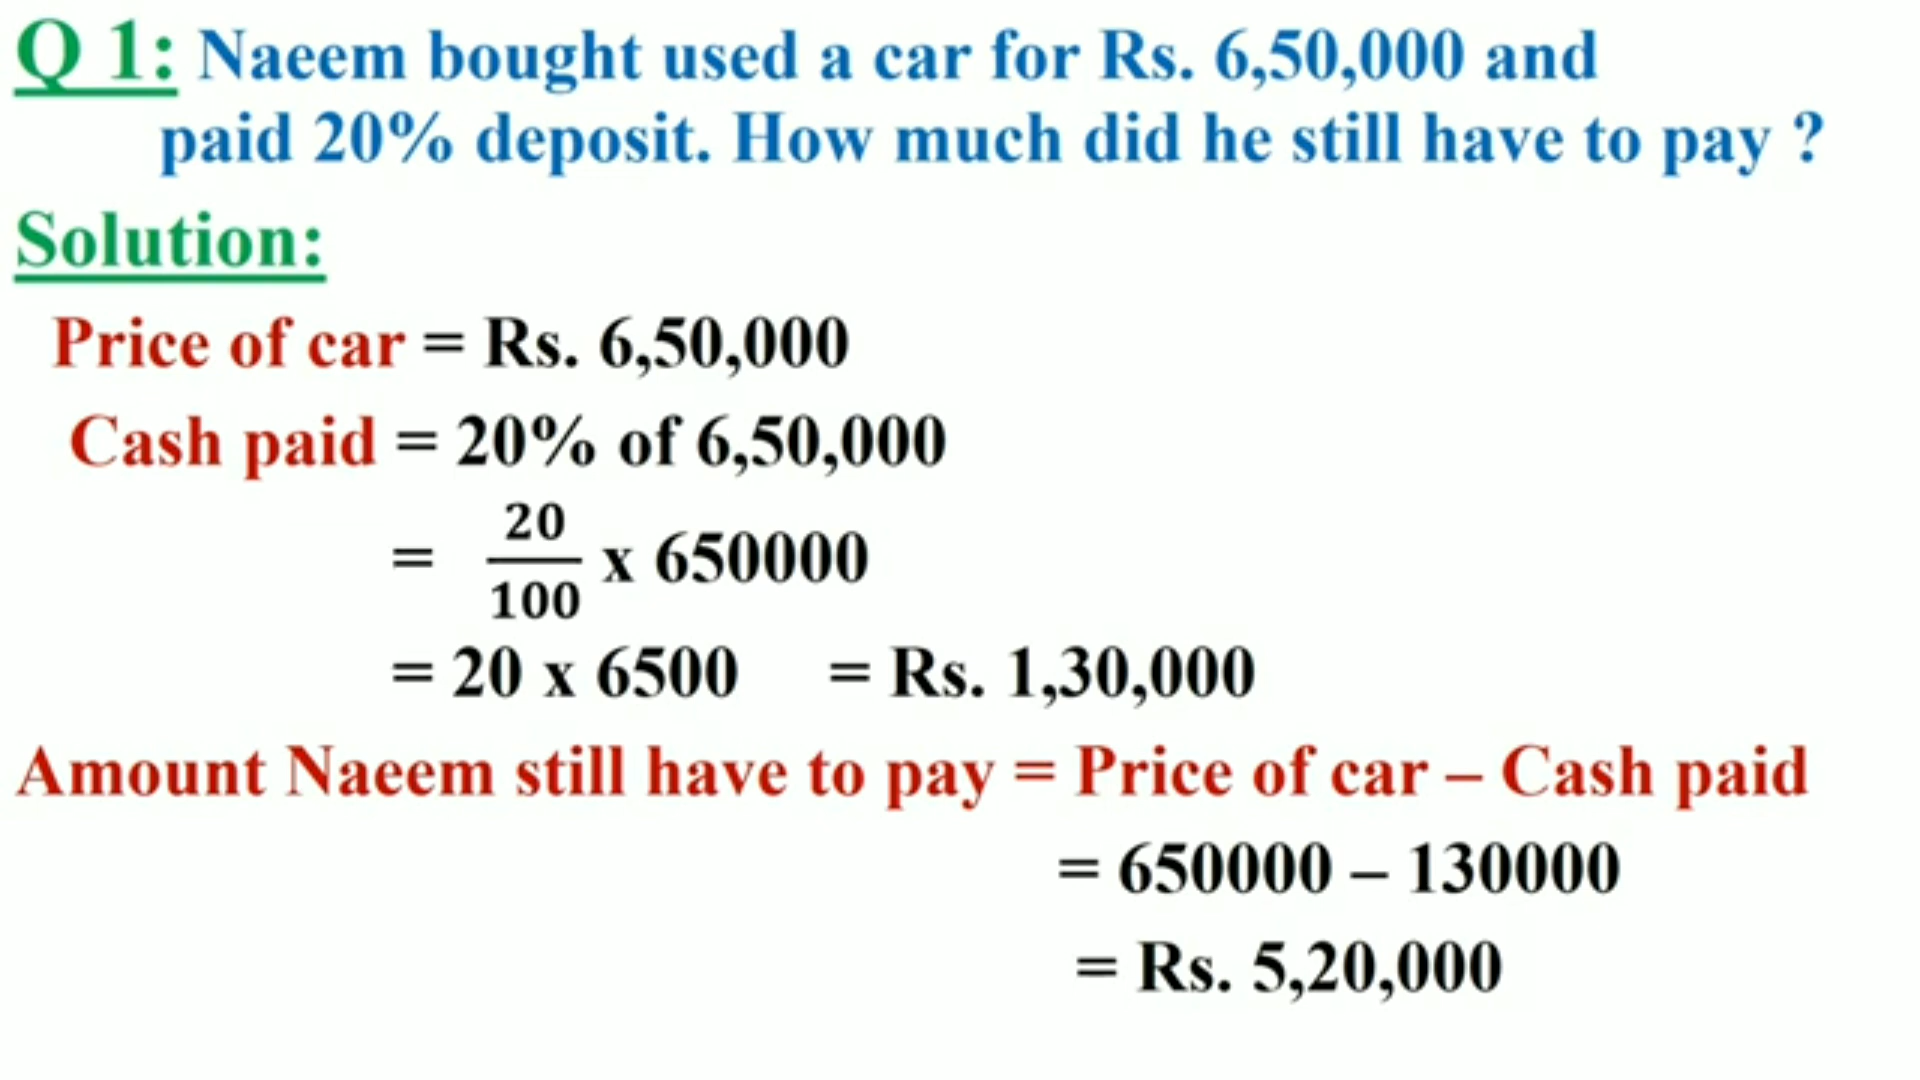 Q 1: Naeem bought used a car for Rs. 6,50,000 and
paid 20% deposit. How much did he still have to pay ?
Solution:
Price of car = Rs. 6,50,000
Cash paid = 20% of 6,50,000
= 20/100 x 650000
= 20 x 6500 = Rs. 1,30,000
Amount Naeem still have to pay = Price of car – Cash paid
= 650000 – 130000
= Rs. 5,20,000